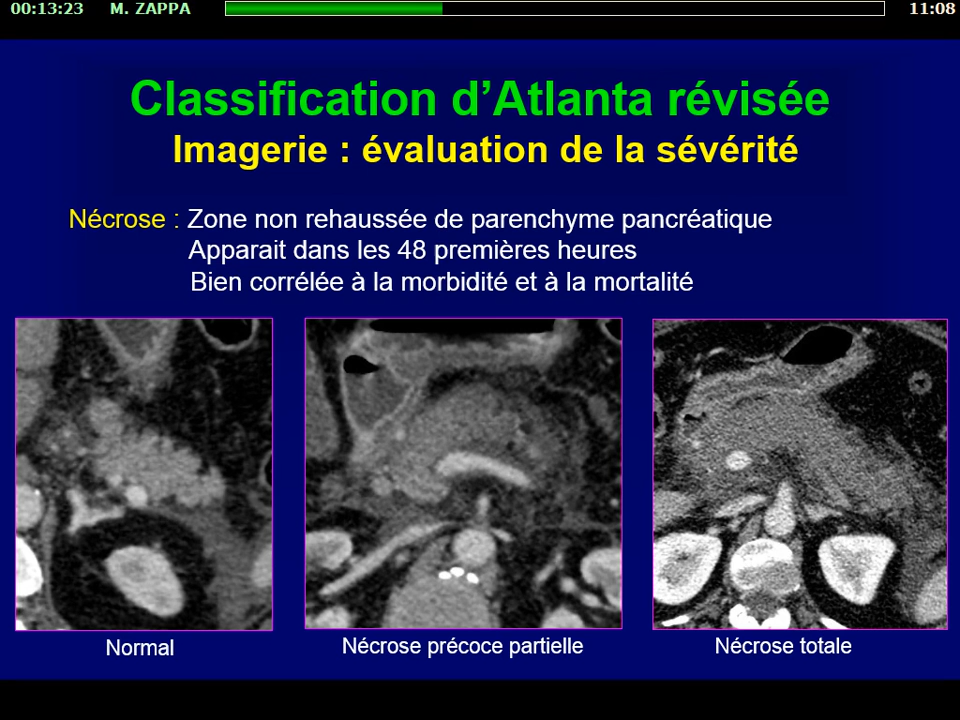 00:13:23 M. ZAPPA 11:08
Classification d'Atlanta révisée
Imagerie : évaluation de la sévérité
Nécrose : Zone non rehaussée de parenchyme pancréatique
Apparait dans les 48 premières heures
Bien corrélée à la morbidité et à la mortalité
Normal
Nécrose précoce partielle
Nécrose totale